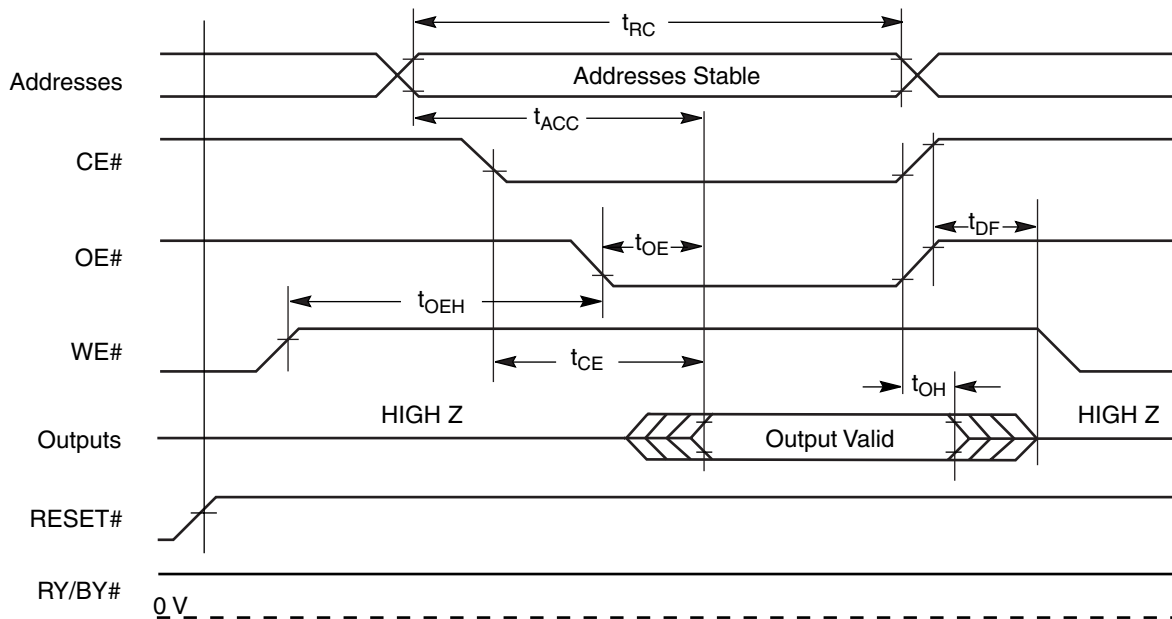 tRC
Addresses
Addresses Stable
tACC
CE#
tDF
OE#
tOE
tOEH
WE#
tCE
tOH
HIGH Z
HIGH Z
Outputs
Output Valid
RESET#
RY/BY#
0 V